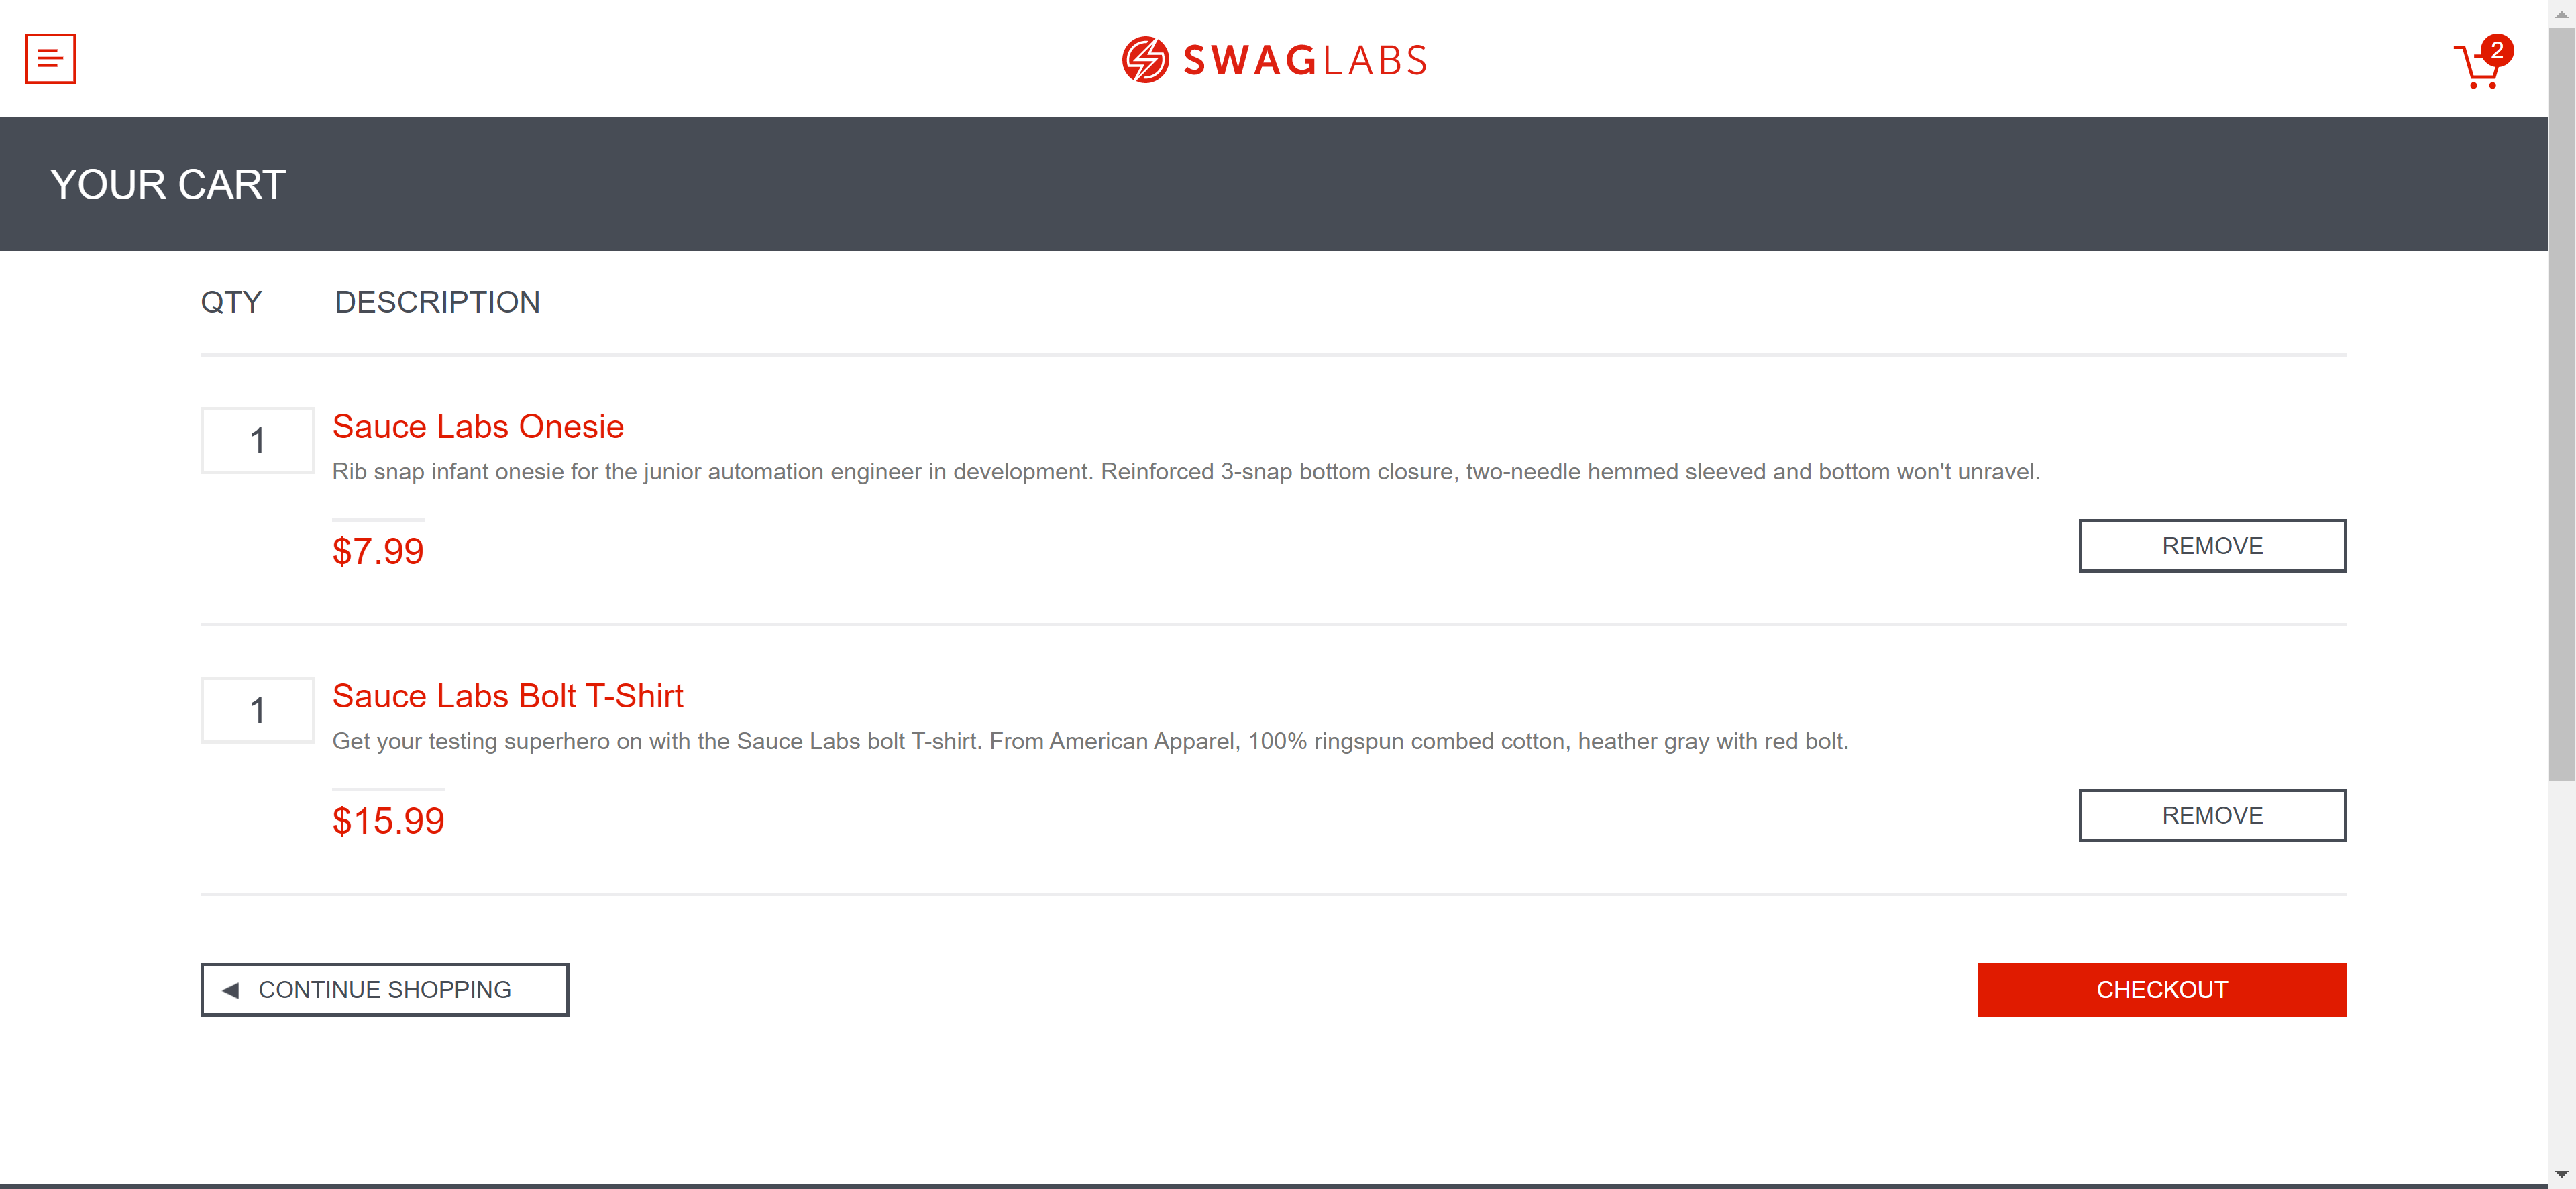 SWAGLABS
2
YOUR CART
QTY DESCRIPTION
1
Sauce Labs Onesie
Rib snap infant onesie for the junior automation engineer in development. Reinforced 3-snap bottom closure, two-needle hemmed sleeved and bottom won't unravel.
$7.99
REMOVE
1
Sauce Labs Bolt T-Shirt
Get your testing superhero on with the Sauce Labs bolt T-shirt. From American Apparel, 100% ringspun combed cotton, heather gray with red bolt.
$15.99
REMOVE
CONTINUE SHOPPING
CHECKOUT